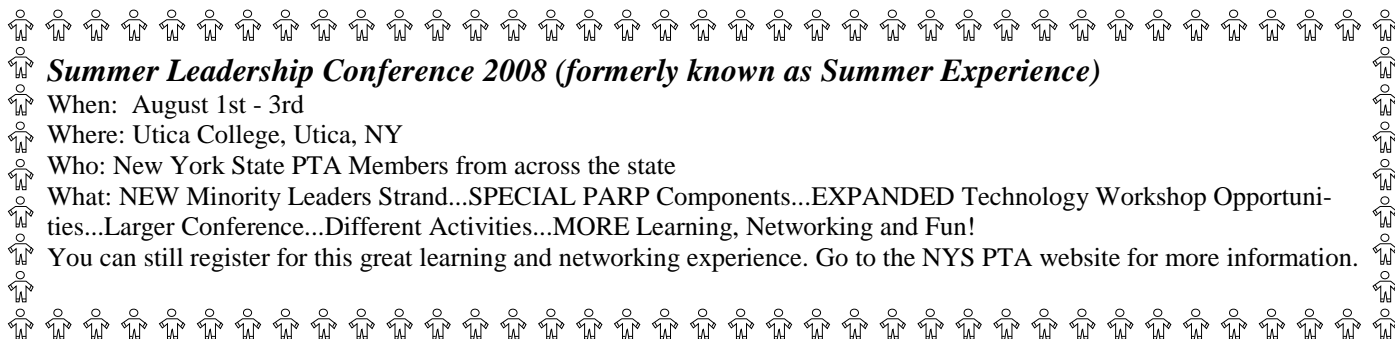 Summer Leadership Conference 2008 (formerly known as Summer Experience)
When:  August 1st - 3rd
Where: Utica College, Utica, NY
Who: New York State PTA Members from across the state
What: NEW Minority Leaders Strand...SPECIAL PARP Components...EXPANDED Technology Workshop Opportuni-
ties...Larger Conference...Different Activities...MORE Learning, Networking and Fun!
You can still register for this great learning and networking experience. Go to the NYS PTA website for more information.